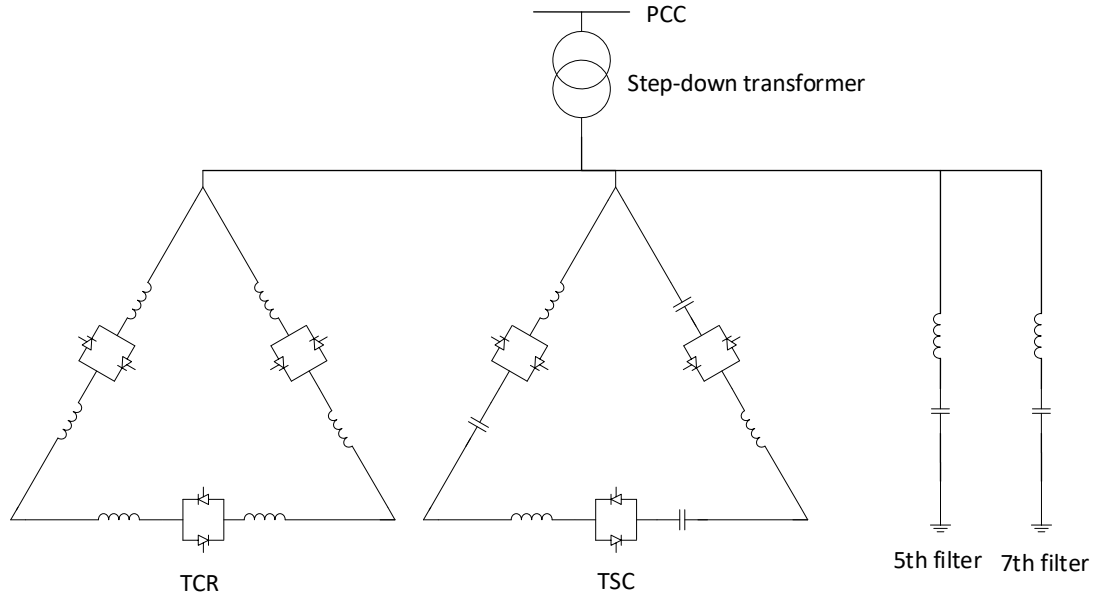 PCC
Step-down transformer
5th filter
7th filter
TCR
TSC